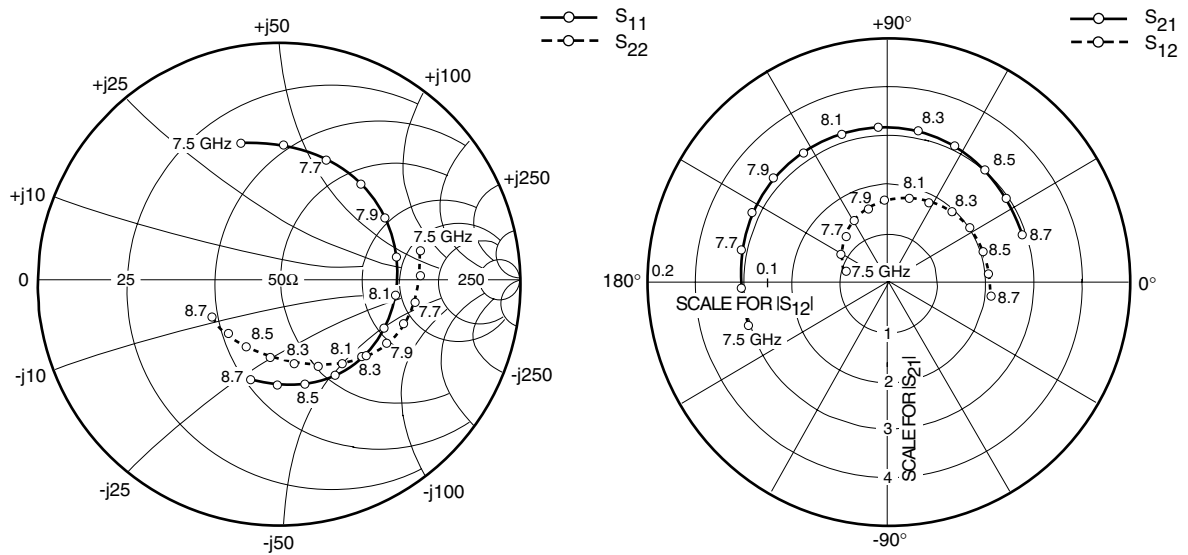 +j50
S11
S22
+j25
+j100
7.5 GHz
7.7
+j10
+j250
7.9
7.5 GHz
0
25
50Ω
250
8.1
7.7
8.7
8.5
8.3
8.1
7.9
8.3
8.7
8.5
-j10
-j250
-j25
-j100
-j50
+90°
S21
S12
8.1
8.3
7.9
8.5
8.1
7.9
8.3
7.7
7.7
8.5
8.7
7.5 GHz
180°
0.2
0.1
0°
SCALE FOR |S12|
8.7
7.5 GHz
1
2
3
4
SCALE FOR |S21|
-90°